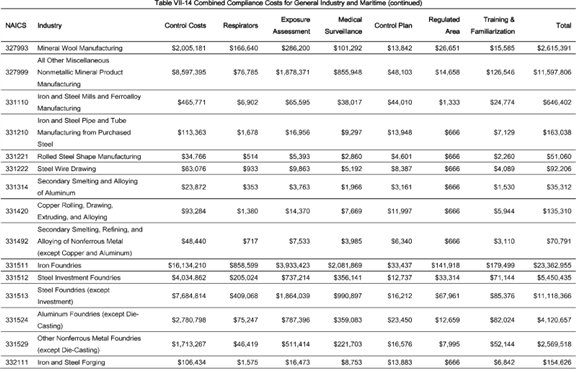 Table VII-14 Combined Compliance Costs for General Industry and Maritime (continued)
NAICS Industry Control Costs Respirators Exposure Assessment Medical Surveillance Control Plan Regulated Area Training & Familiarization Total
327993 Mineral Wool Manufacturing $2,005,181 $166,640 $286,200 $101,292 $13,842 $26,651 $15,585 $2,615,391
All Other Miscellaneous
327999 Nonmetallic Mineral Product $8,597,395 $76,785 $1,878,371 $855,948 $48,103 $14,658 $126,546 $11,597,806
Manufacturing
331110 Iron and Steel Mills and Ferroalloy $465,771 $6,902 $65,595 $38,017 $44,010 $1,333 $24,774 $646,402
Manufacturing
Iron and Steel Pipe and Tube
331210 Manufacturing from Purchased $113,363 $1,678 $16,956 $9,297 $13,948 $666 $7,129 $163,038
Steel
331221 Rolled Steel Shape Manufacturing $34,766 $514 $5,393 $2,860 $4,601 $666 $2,260 $51,060
331222 Steel Wire Drawing $63,076 $933 $9,863 $5,192 $8,387 $666 $4,089 $92,206
331314 Secondary Smelting and Alloying $23,872 $353 $3,763 $1,966 $3,161 $666 $1,530 $35,312
of Aluminum
331420 Copper Rolling, Drawing, $93,284 $1,380 $14,370 $7,669 $11,997 $666 $5,944 $135,310
Extruding, and Alloying
Secondary Smelting, Refining, and
331492 Alloying of Nonferrous Metal $48,440 $717 $7,533 $3,985 $6,340 $666 $3,110 $70,791
(except Copper and Aluminum)
331511 Iron Foundries $16,134,210 $858,599 $3,933,423 $2,081,869 $33,437 $141,918 $179,499 $23,362,955
331512 Steel Investment Foundries $4,034,862 $205,024 $737,214 $356,141 $12,737 $33,314 $71,144 $5,450,435
331513 Steel Foundries (except $7,684,814 $409,068 $1,864,039 $990,897 $16,212 $67,961 $85,376 $11,118,366
Investment)
331524 Aluminum Foundries (except Die- $2,780,798 $75,247 $787,396 $359,083 $23,450 $12,659 $82,024 $4,120,657
Casting)
331529 Other Nonferrous Metal Foundries $1,713,267 $46,419 $511,414 $221,703 $16,576 $7,995 $52,144 $2,569,518
(except Die-Casting)
332111 Iron and Steel Forging $106,434 $1,575 $16,473 $8,753 $13,883 $666 $6,842 $154,626